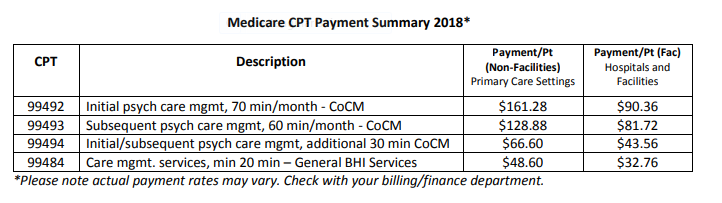 Medicare CPT Payment Summary 2018*
CPT
Description
Payment/Pt
(Non-Facilities)
Primary Care Settings
Payment/Pt (Fac)
Hospitals and
Facilities
99492 Initial psych care mgmt, 70 min/month - CoCM $161.28 $90.36
99493 Subsequent psych care mgmt, 60 min/month - CoCM $128.88 $81.72
99494 Initial/subsequent psych care mgmt, additional 30 min CoCM $66.60 $43.56
99484 Care mgmt. services, min 20 min – General BHI Services $48.60 $32.76
*Please note actual payment rates may vary. Check with your billing/finance department.